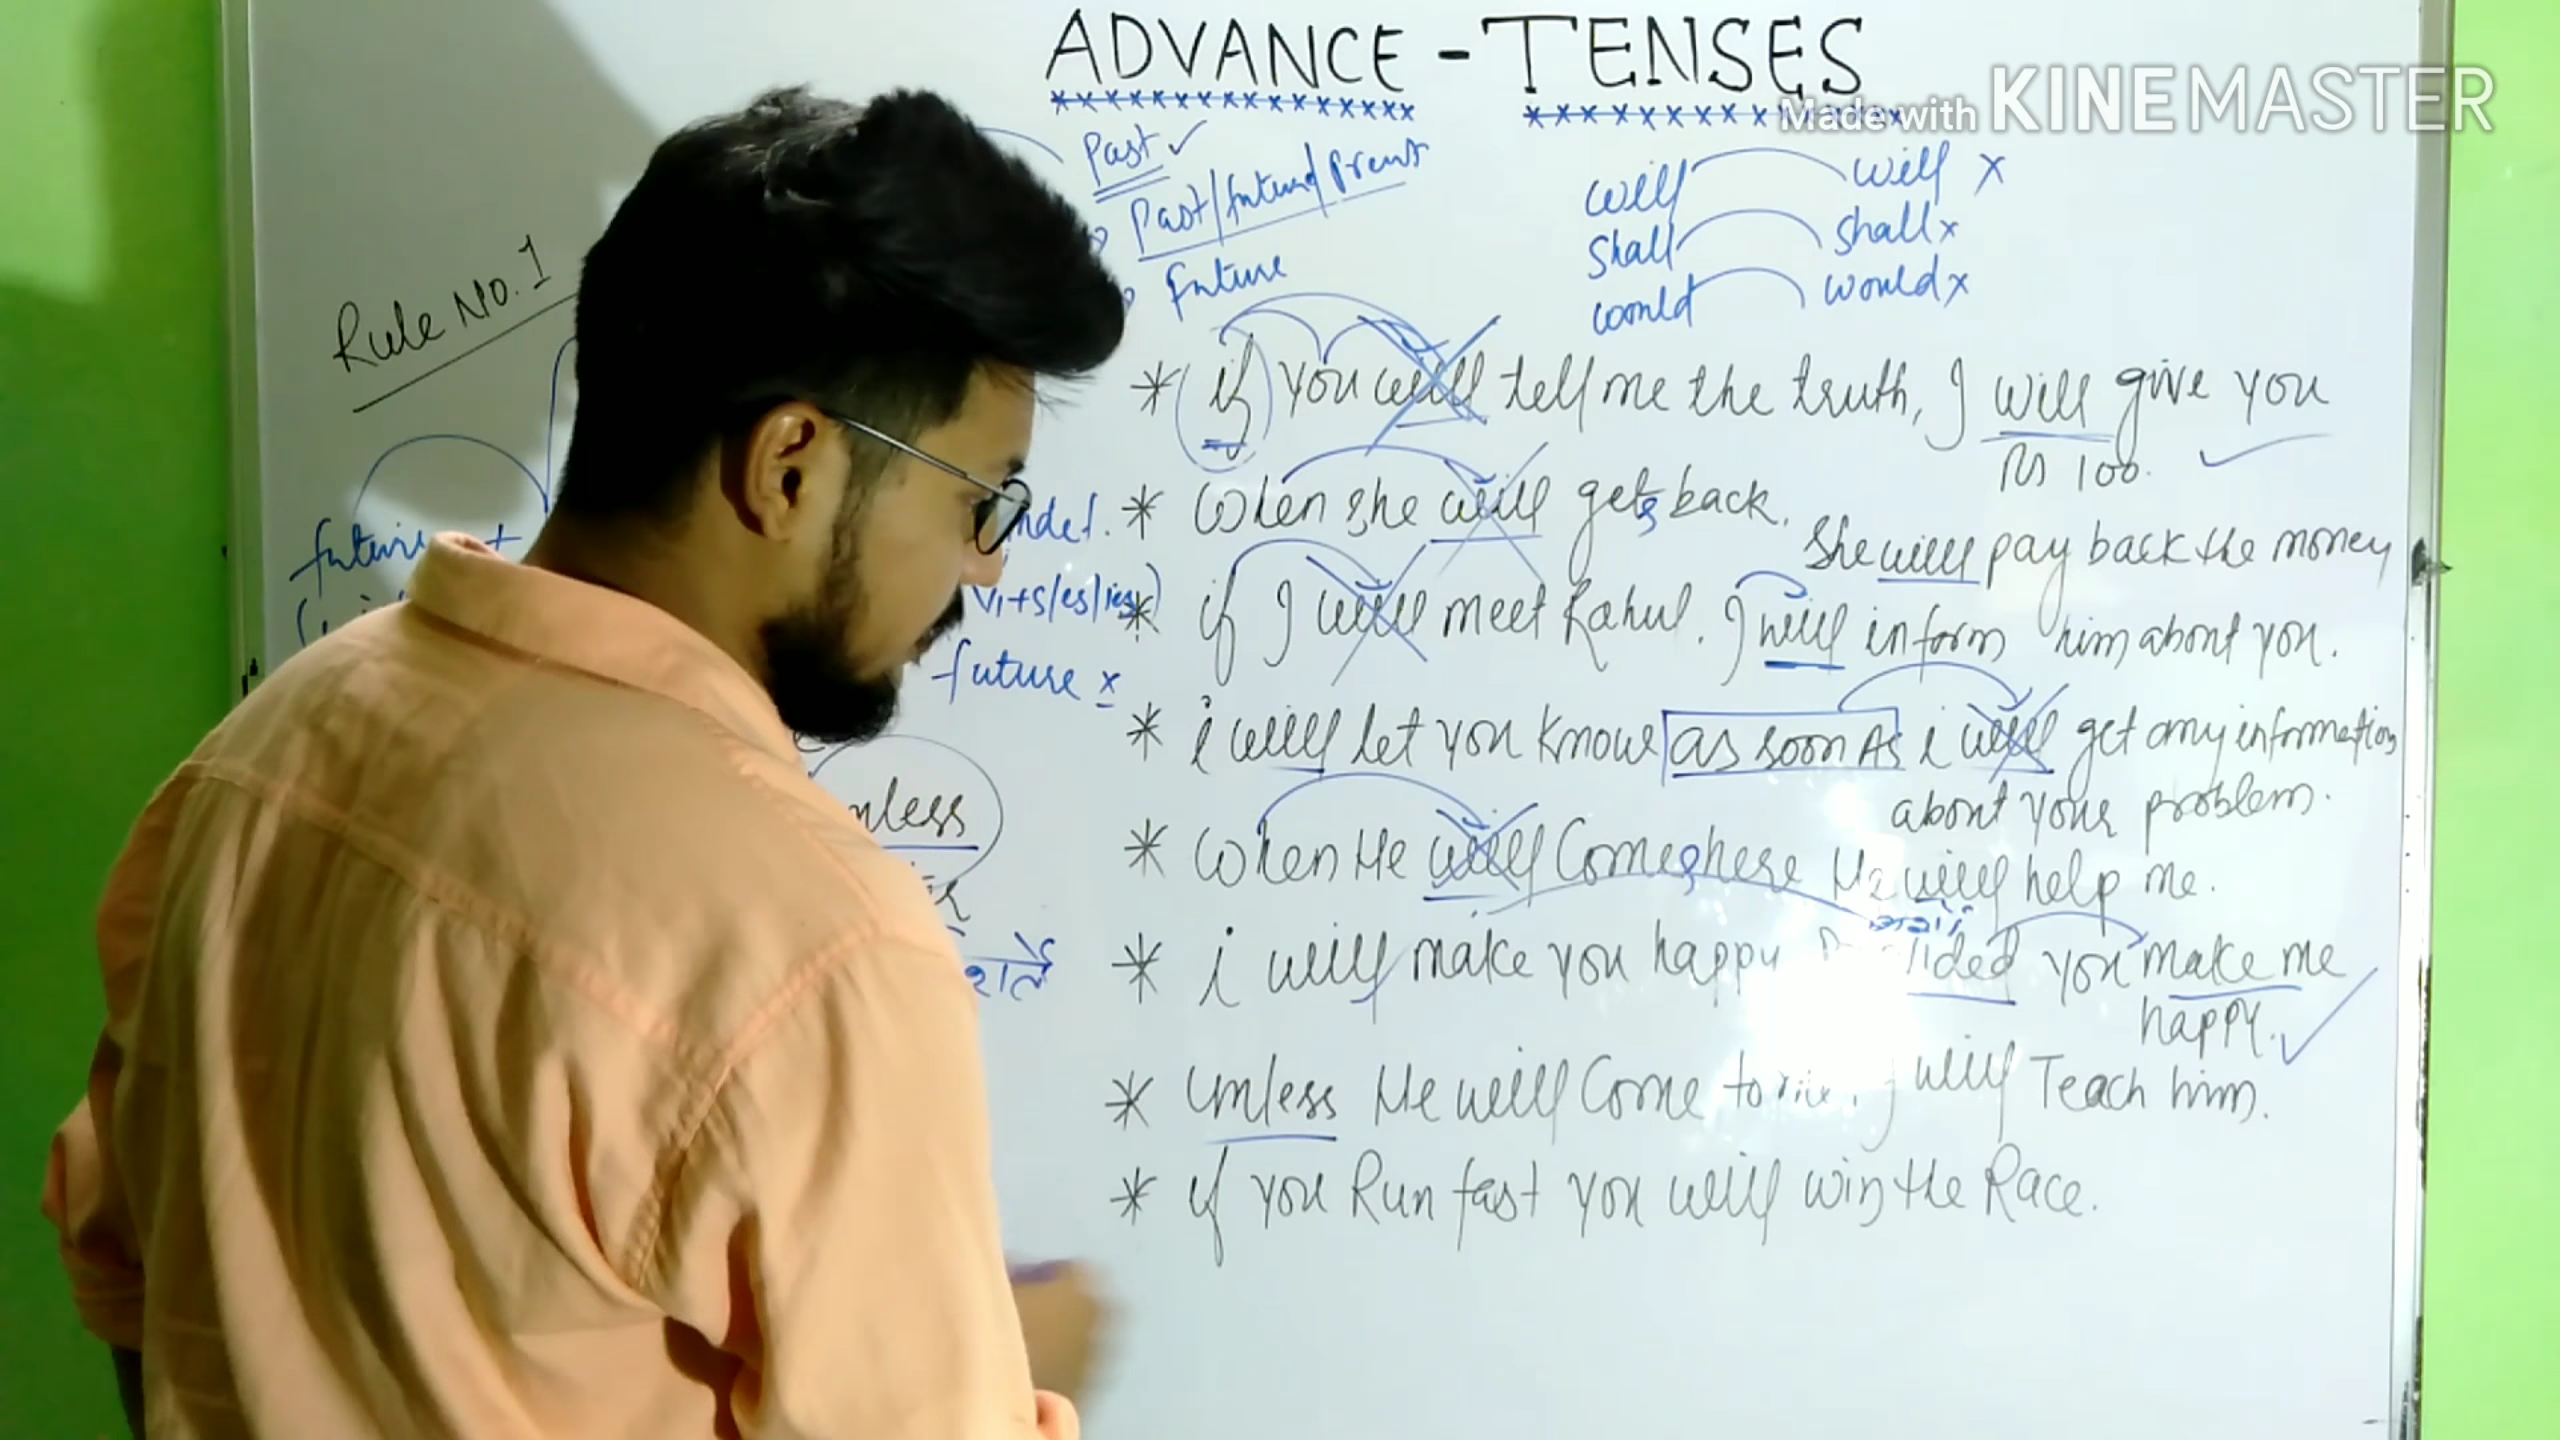 ADVANCE - TENSES
Made with KINEMASTER
Past ✓
Past/future/
future
will will x
shall shall x
would would x
Rule No. 1
* if you will tell me the truth, I will give you
Rs 100.
* When she will gets back.
She will pay back the money
* if I will meet Rahul. I will inform him about you.
future +
V1+s/es/ies)
future x
* i will let you know as soon As i will get any information
about your problem.
* When He will Comes here He will help me.
* i will make you happy you make me
happy.
* unless He will Come to I will Teach him.
* if you Run fast you will win the Race.